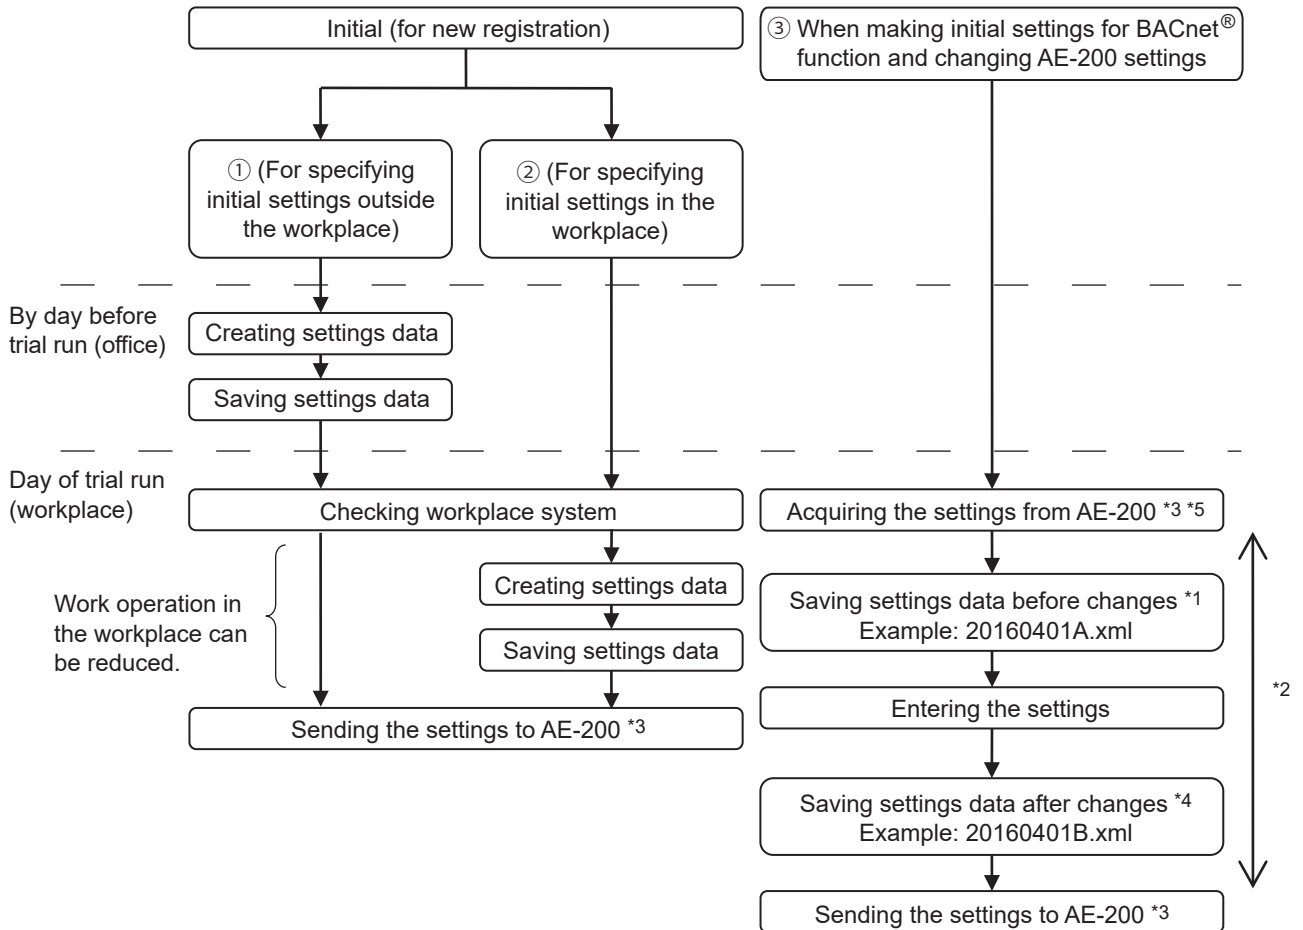 Initial (for new registration)
③ When making initial settings for BACnet®
function and changing AE-200 settings
① (For specifying
initial settings outside
the workplace)
② (For specifying
initial settings in the
workplace)
By day before
trial run (office)
Creating settings data
Saving settings data
Day of trial run
(workplace)
Checking workplace system
Acquiring the settings from AE-200 *3 *5
Work operation in
the workplace can
be reduced.
Creating settings data
Saving settings data
Sending the settings to AE-200 *3
Saving settings data before changes *1
Example: 20160401A.xml
Entering the settings
*2
Saving settings data after changes *4
Example: 20160401B.xml
Sending the settings to AE-200 *3